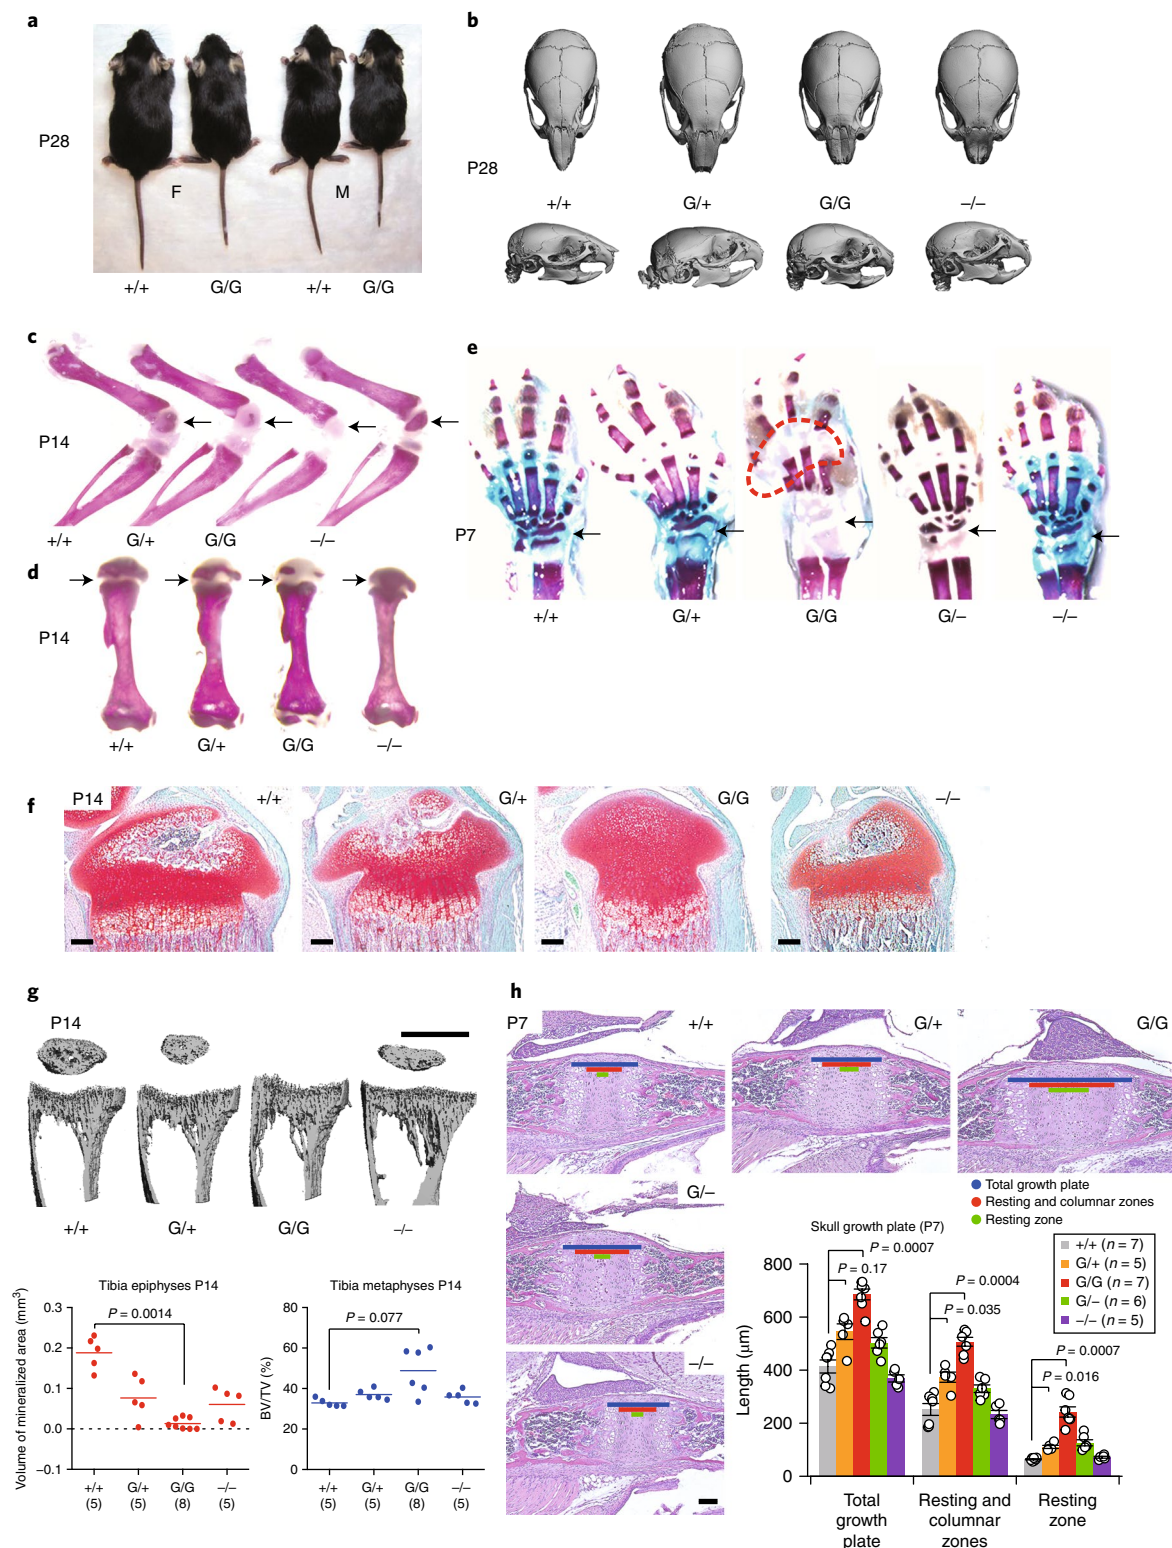 a
P28
F
M
+/+
G/G
+/+
G/G
b
P28
+/+
G/+
G/G
–/–
c
P14
+/+
G/+
G/G
–/–
d
P14
+/+
G/+
G/G
–/–
e
P7
+/+
G/+
G/G
G/–
–/–
f
P14
+/+
G/+
G/G
–/–
g
P14
+/+
G/+
G/G
–/–
Tibia epiphyses P14
Volume of mineralized area (mm³)
0.3
0.2
0.1
0.0
–0.1
P = 0.0014
+/+
(5)
G/+
(5)
G/G
(8)
–/–
(5)
Tibia metaphyses P14
BV/TV (%)
80
60
40
20
0
P = 0.077
+/+
(5)
G/+
(5)
G/G
(8)
–/–
(5)
h
P7
+/+
G/+
G/G
G/–
–/–
Total growth plate
Resting and columnar zones
Resting zone
Skull growth plate (P7)
+/+ (n = 7)
G/+ (n = 5)
G/G (n = 7)
G/– (n = 6)
–/– (n = 5)
Length (μm)
800
600
400
200
0
P = 0.0007
P = 0.17
P = 0.0004
P = 0.035
P = 0.0007
P = 0.016
Total
growth
plate
Resting and
columnar
zones
Resting
zone